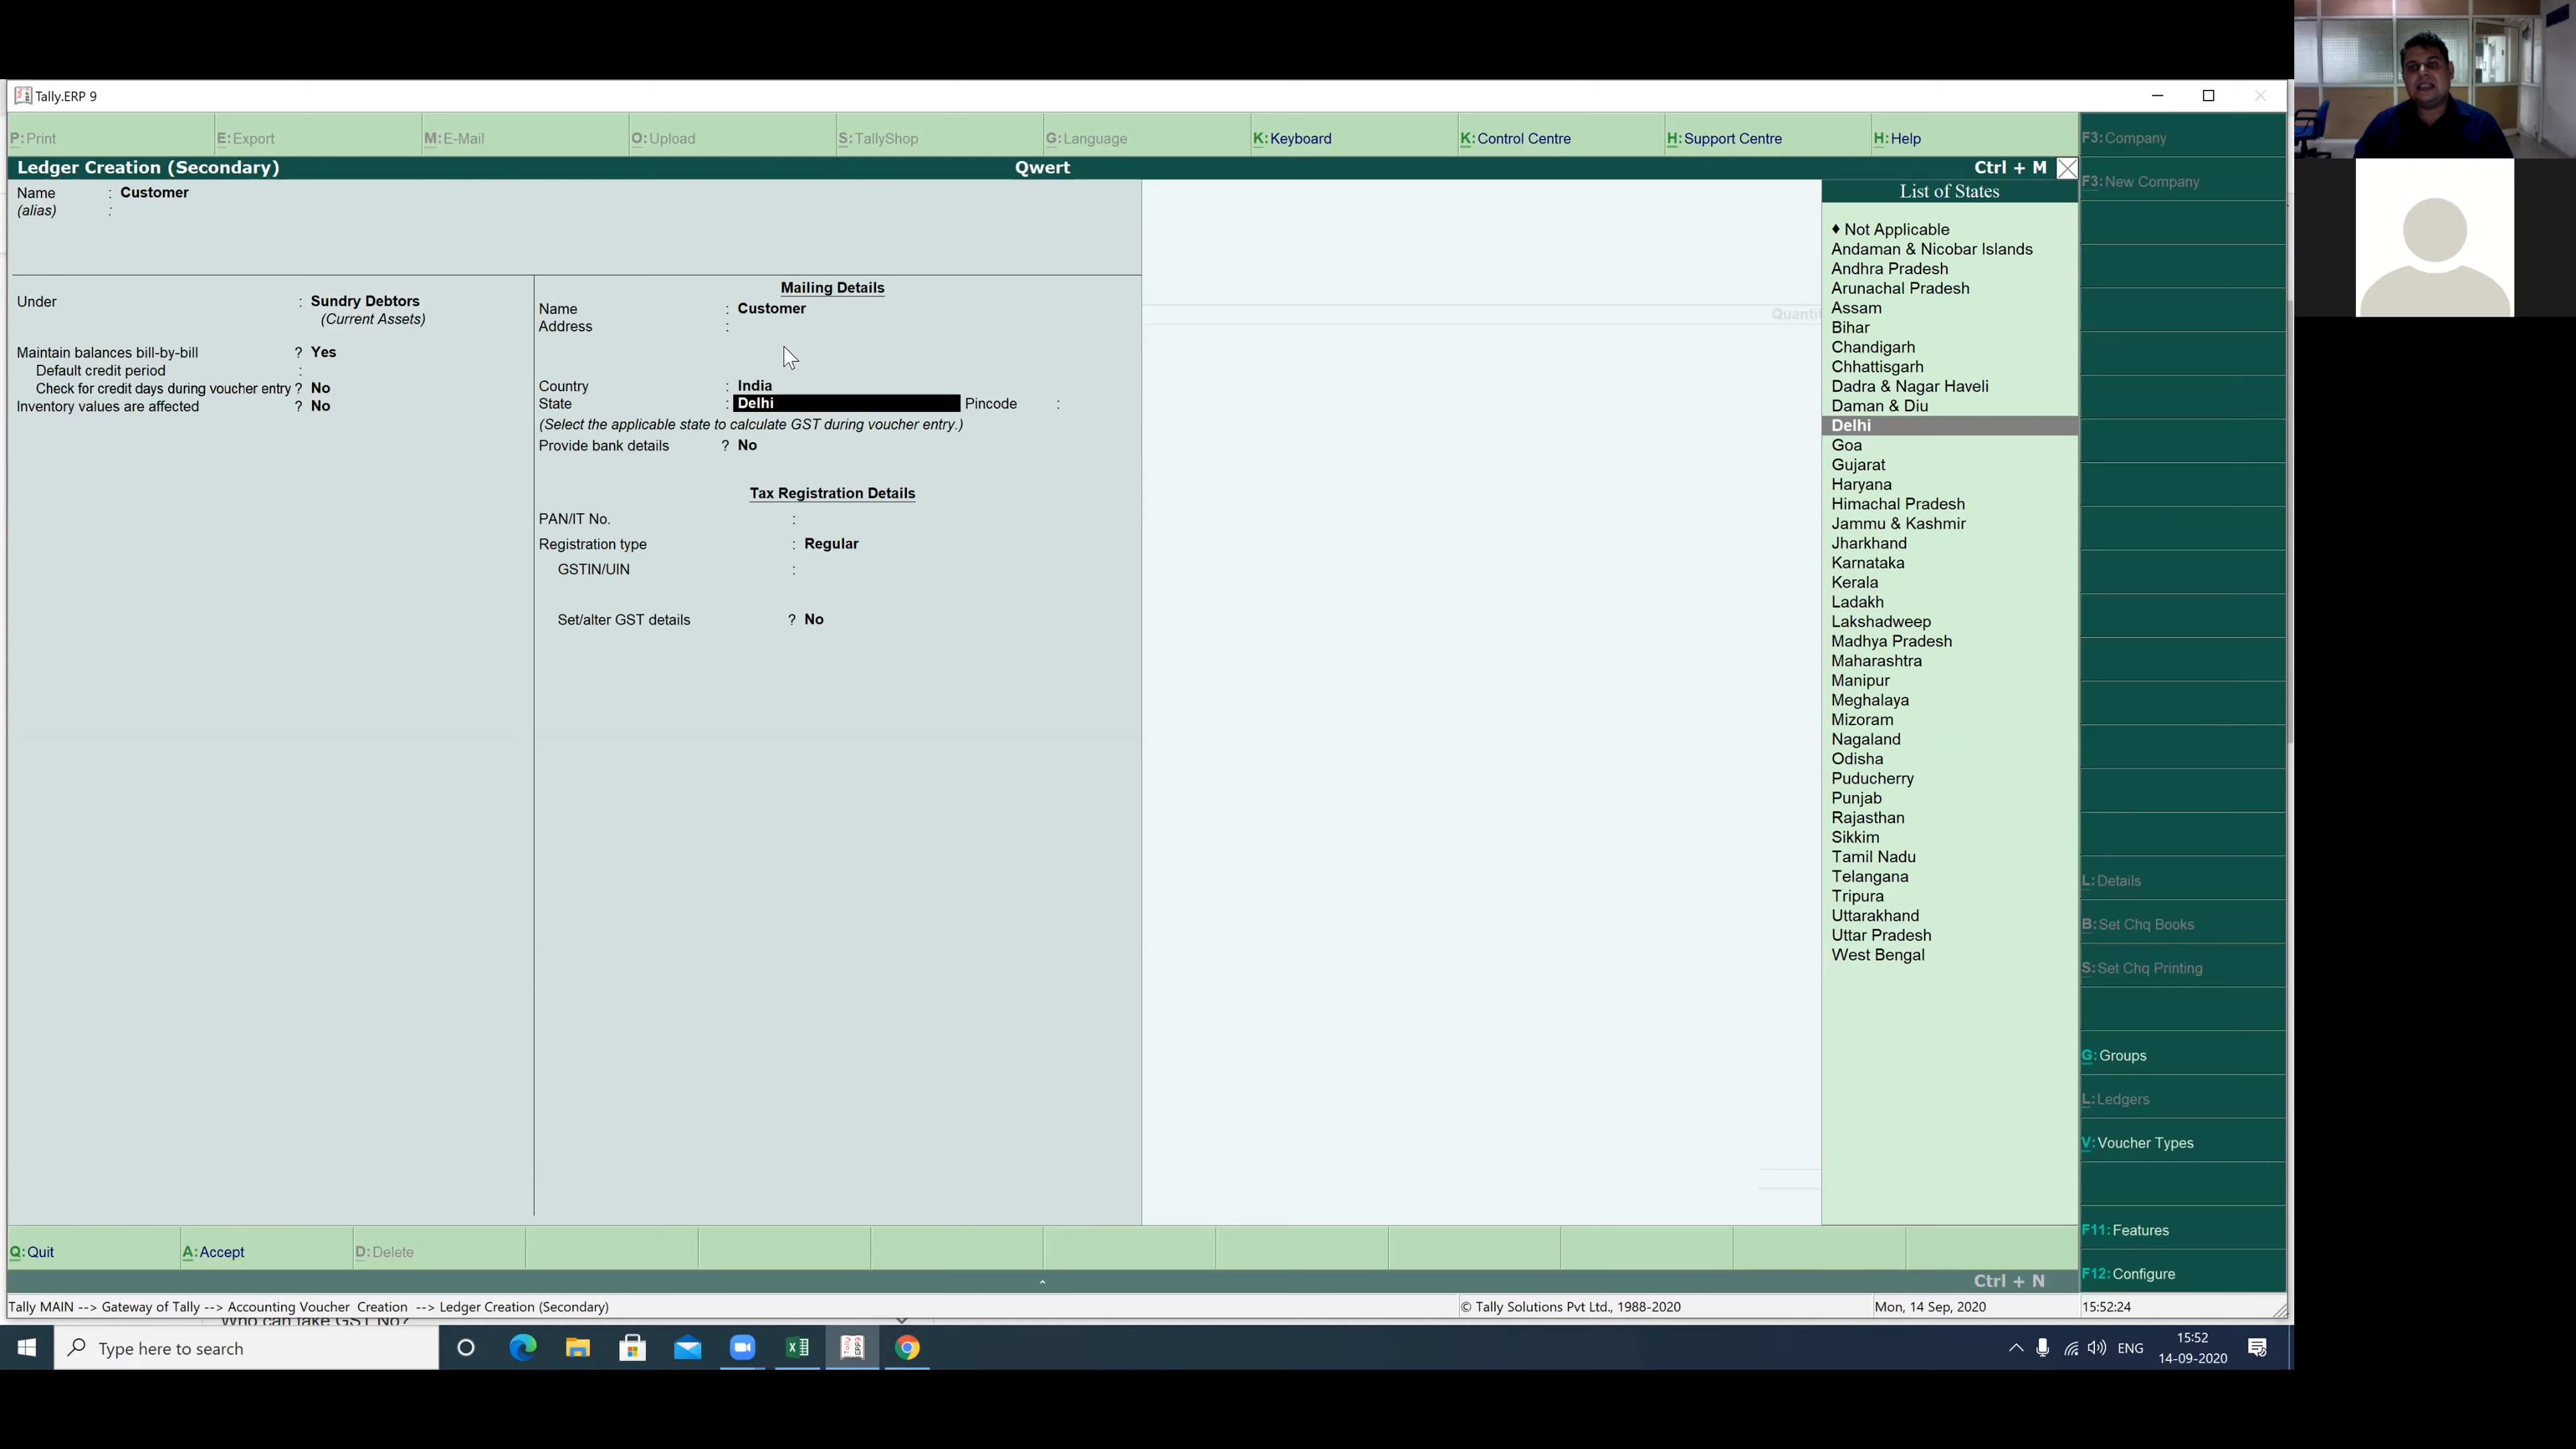 Tally.ERP 9
P: Print E: Export M: E-Mail O: Upload S: TallyShop G: Language K: Keyboard K: Control Centre H: Support Centre H: Help F3: Company
Ledger Creation (Secondary) Qwert Ctrl + M
F3: New Company
List of States
Name : Customer
(alias) :
Under : Sundry Debtors
(Current Assets)
Maintain balances bill-by-bill ? Yes
Default credit period :
Check for credit days during voucher entry ? No
Inventory values are affected ? No
Mailing Details
Name : Customer
Address :
Country : India
State : Delhi Pincode :
(Select the applicable state to calculate GST during voucher entry.)
Provide bank details ? No
Tax Registration Details
PAN/IT No. :
Registration type : Regular
GSTIN/UIN :
Set/alter GST details ? No
♦ Not Applicable
Andaman & Nicobar Islands
Andhra Pradesh
Arunachal Pradesh
Assam
Bihar
Chandigarh
Chhattisgarh
Dadra & Nagar Haveli
Daman & Diu
Delhi
Goa
Gujarat
Haryana
Himachal Pradesh
Jammu & Kashmir
Jharkhand
Karnataka
Kerala
Ladakh
Lakshadweep
Madhya Pradesh
Maharashtra
Manipur
Meghalaya
Mizoram
Nagaland
Odisha
Puducherry
Punjab
Rajasthan
Sikkim
Tamil Nadu
Telangana
Tripura
Uttarakhand
Uttar Pradesh
West Bengal
L: Details
B: Set Chq Books
S: Set Chq Printing
G: Groups
L: Ledgers
V: Voucher Types
F11: Features
F12: Configure
Q: Quit A: Accept D: Delete
Ctrl + N
Tally MAIN --> Gateway of Tally --> Accounting Voucher Creation --> Ledger Creation (Secondary) © Tally Solutions Pvt Ltd., 1988-2020 Mon, 14 Sep, 2020 15:52:24
Who can take GST No?
Type here to search
ENG
15:52
14-09-2020